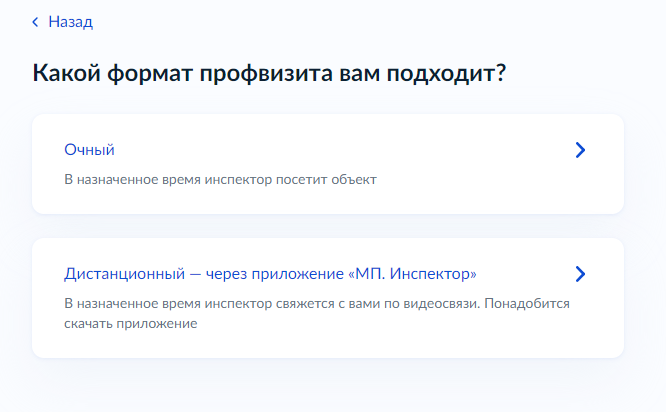 Назад
Какой формат профвизита вам подходит?
Очный
В назначенное время инспектор посетит объект
Дистанционный — через приложение «МП. Инспектор»
В назначенное время инспектор свяжется с вами по видеосвязи. Понадобится
скачать приложение